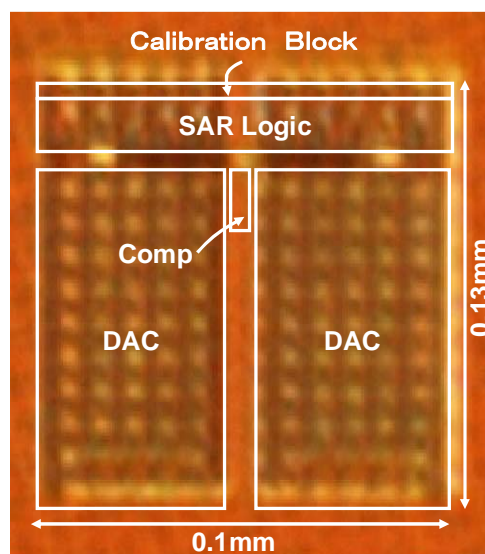 Calibration Block
SAR Logic
Comp
DAC
DAC
0.13mm
0.1mm